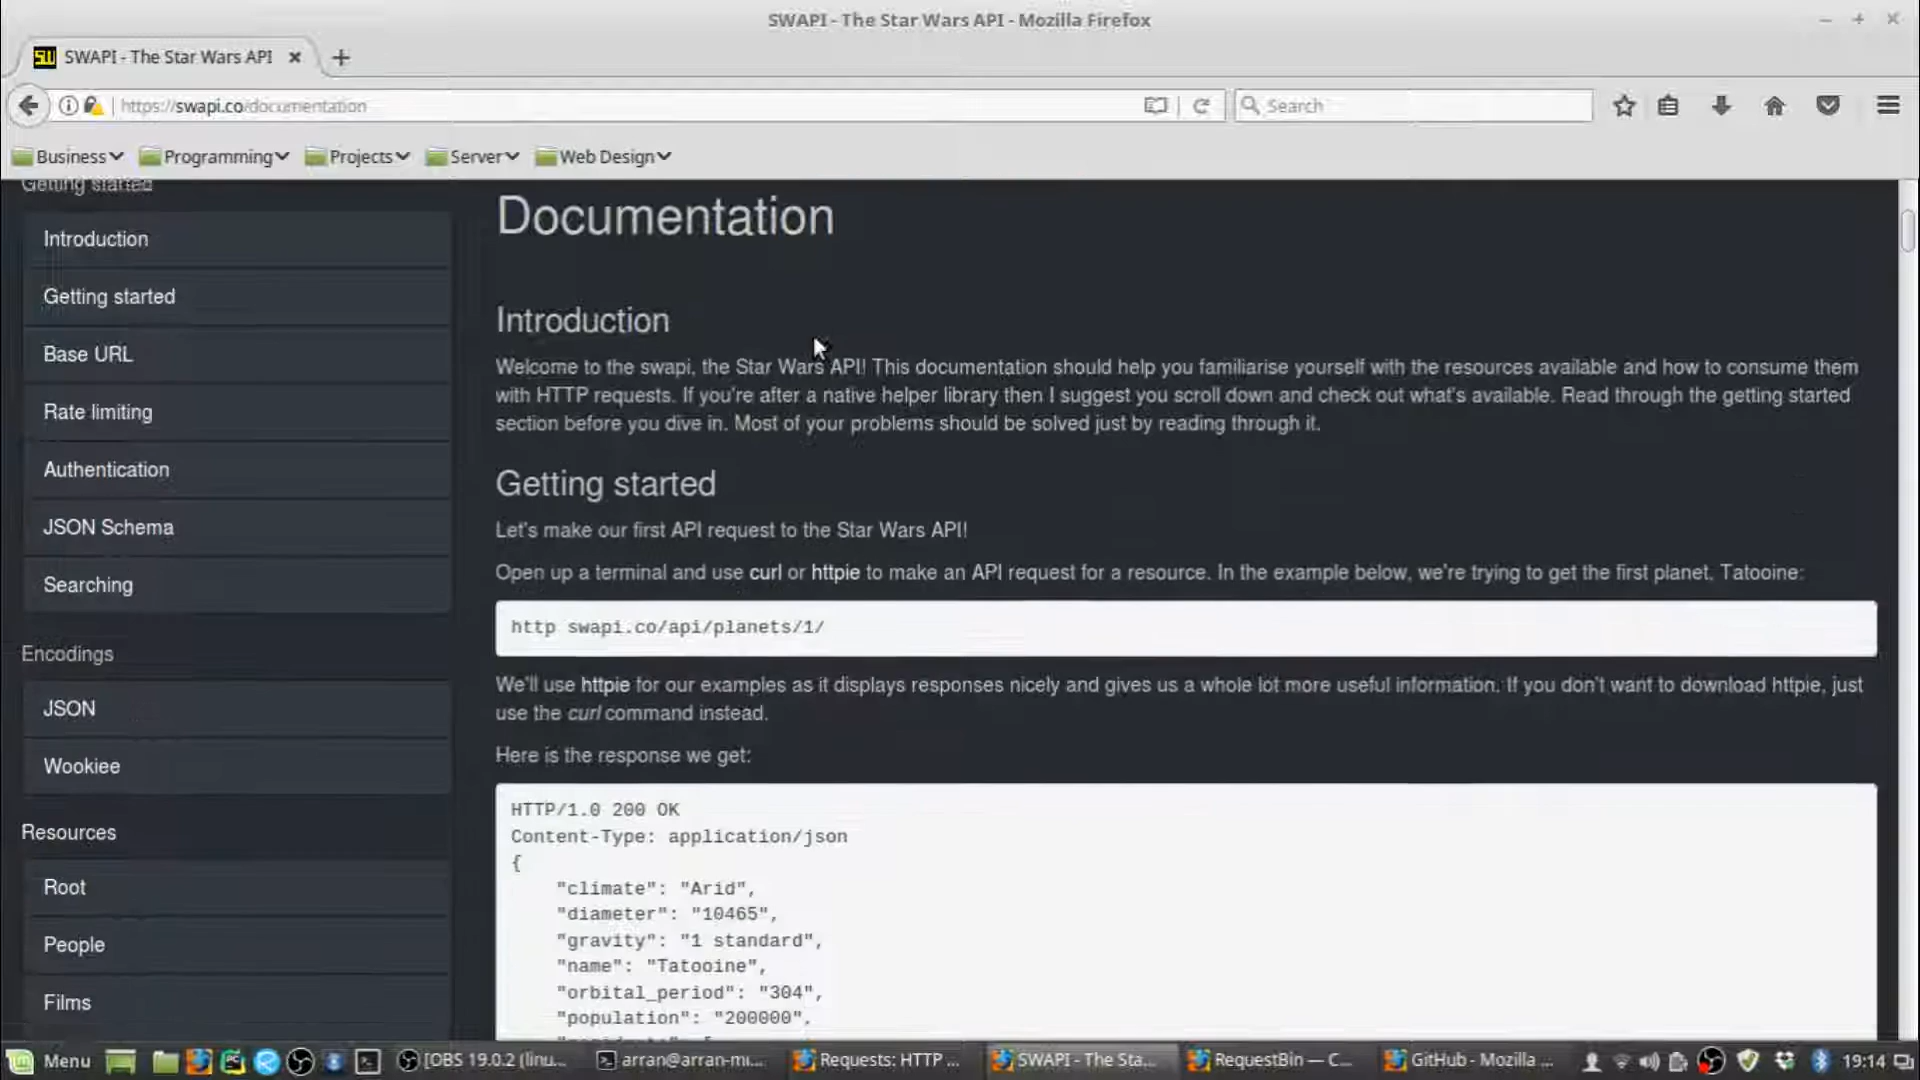 SWAPI - The Star Wars API - Mozilla Firefox
SWAPI - The Star Wars API
https://swapi.co/documentation
Search
Business
Programming
Projects
Server
Web Design
Getting started
Introduction
Getting started
Base URL
Rate limiting
Authentication
JSON Schema
Searching
Encodings
JSON
Wookiee
Resources
Root
People
Films
Documentation
Introduction
Welcome to the swapi, the Star Wars API! This documentation should help you familiarise yourself with the resources available and how to consume them
with HTTP requests. If you're after a native helper library then I suggest you scroll down and check out what's available. Read through the getting started
section before you dive in. Most of your problems should be solved just by reading through it.
Getting started
Let's make our first API request to the Star Wars API!
Open up a terminal and use curl or httpie to make an API request for a resource. In the example below, we're trying to get the first planet, Tatooine:
http swapi.co/api/planets/1/
We'll use httpie for our examples as it displays responses nicely and gives us a whole lot more useful information. If you don't want to download httpie, just
use the curl command instead.
Here is the response we get:
HTTP/1.0 200 OK
Content-Type: application/json
{
"climate": "Arid",
"diameter": "10465",
"gravity": "1 standard",
"name": "Tatooine",
"orbital_period": "304",
"population": "200000",
Menu
[OBS 19.0.2 (linu...
arran@arran-mi...
Requests: HTTP ...
SWAPI - The Sta...
RequestBin — C...
GitHub - Mozilla ...
19:14